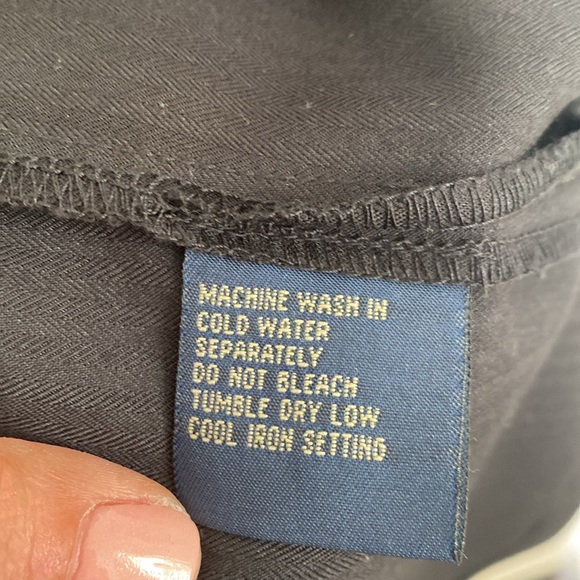 MACHINE WASH IN
COLD WATER
SEPARATELY
DO NOT BLEACH
TUMBLE DRY LOW
COOL IRON SETTING